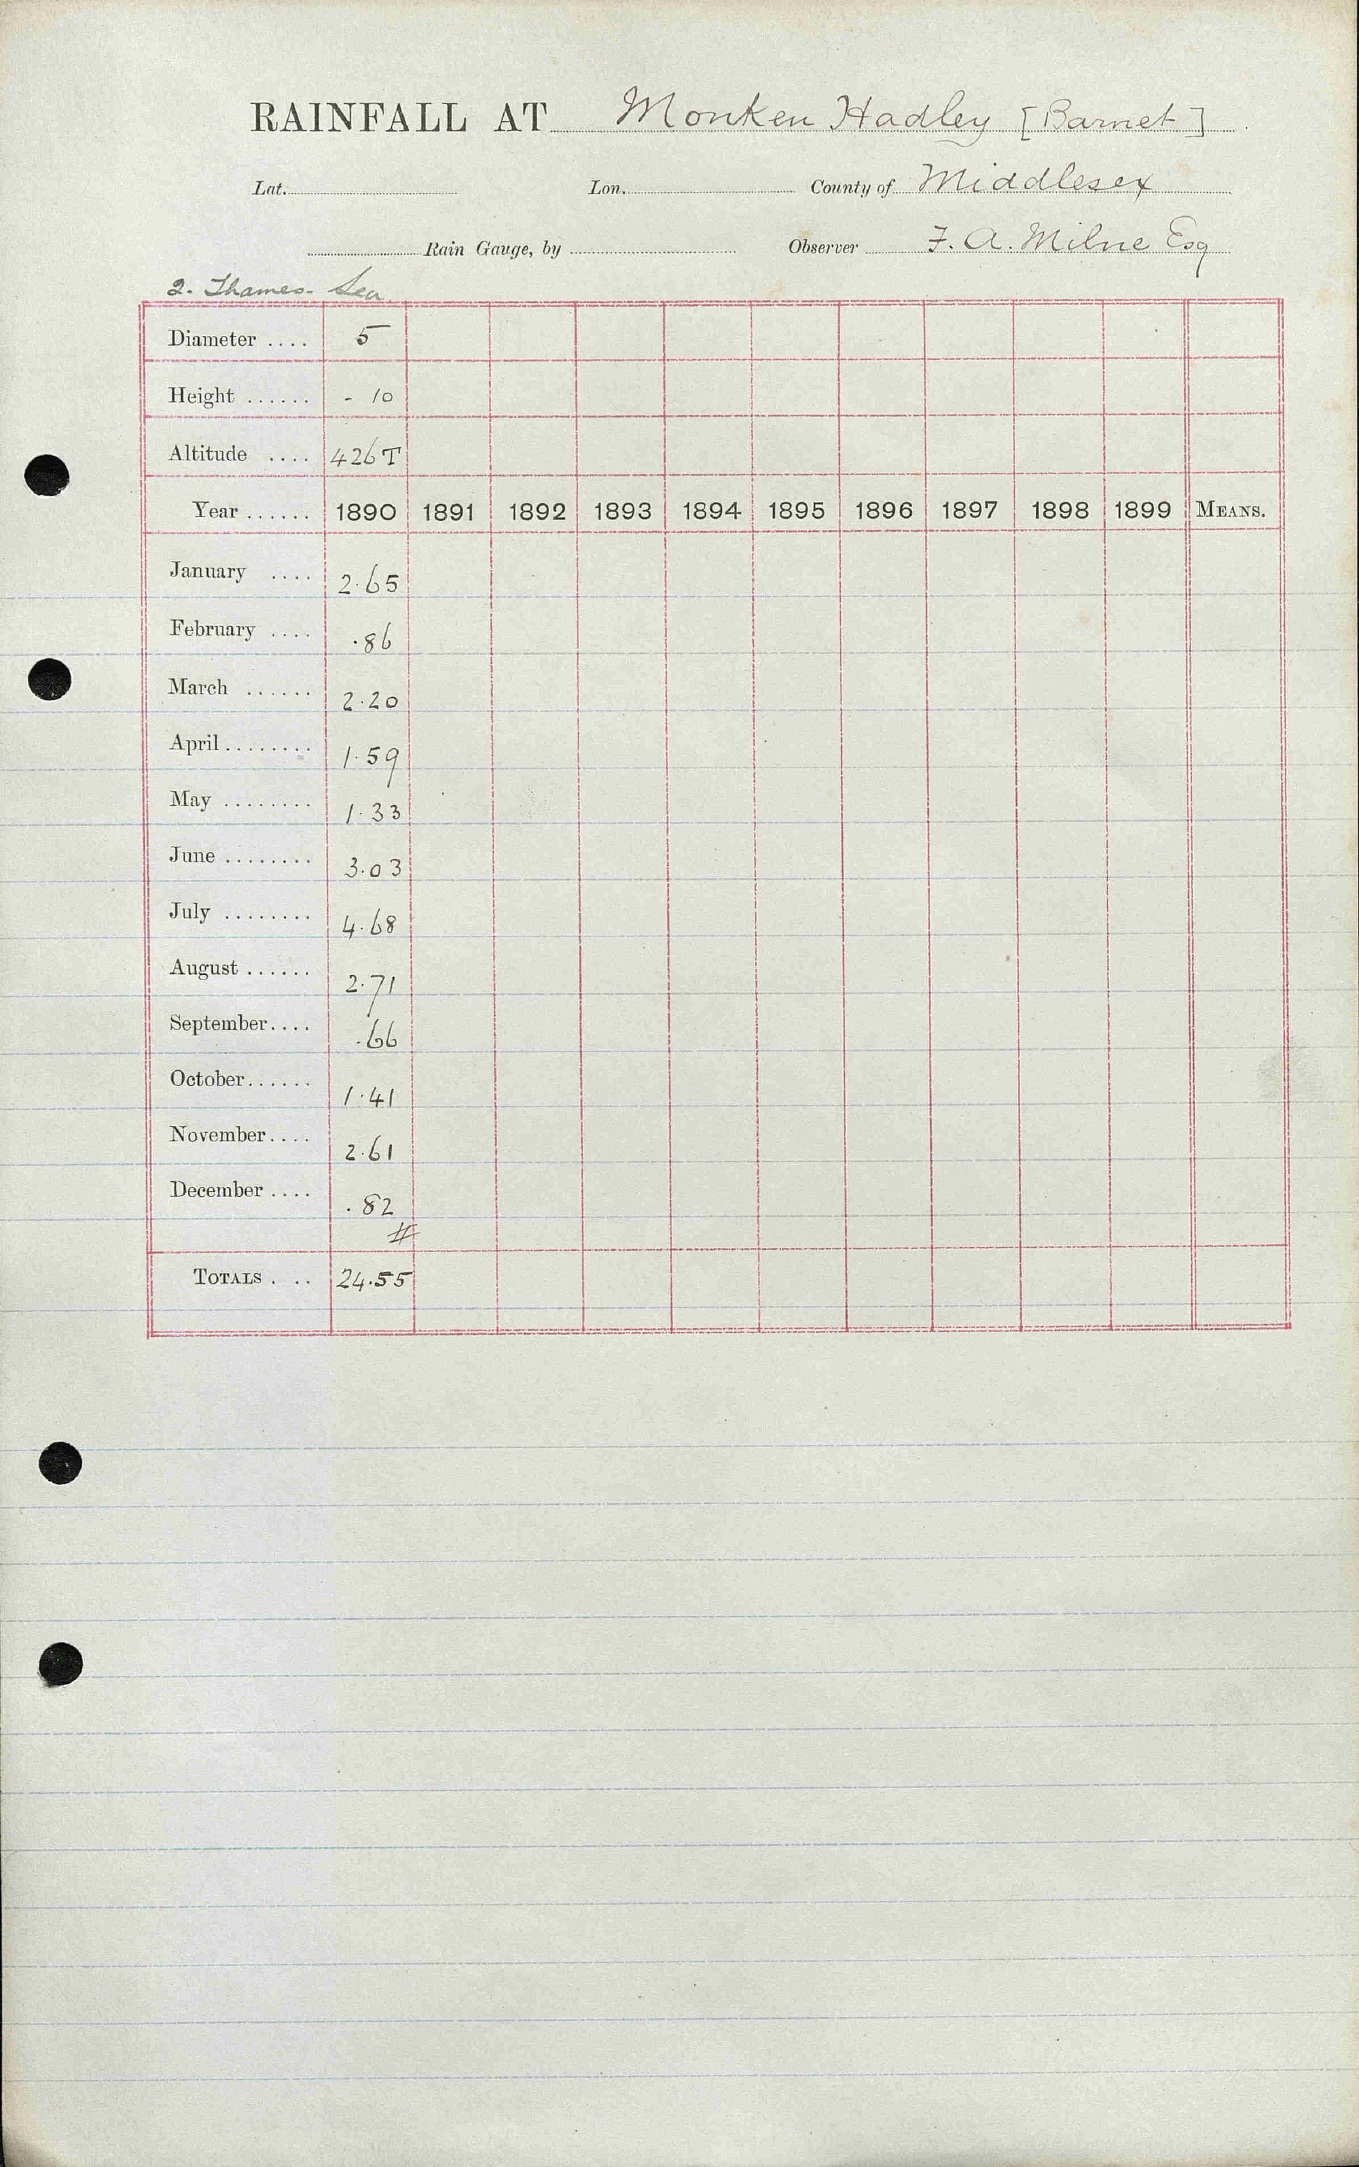 RAINFALL AT Monken Hadley [Barnet].
Lat. Lon. County of Middlesex
Rain Gauge, by Observer F. A. Milne Esq
2. Thames. Lea.
Diameter .... 5
Height ...... - 10
Altitude .... 426 T
Year ...... 1890 1891 1892 1893 1894 1895 1896 1897 1898 1899 MEANS.
January .... 2.65
February .... .86
March ...... 2.20
April ........ 1.59
May ........ 1.33
June ........ 3.03
July ........ 4.68
August ...... 2.71
September.... .66
October...... 1.41
November.... 2.61
December .... .82
#
TOTALS . .. 24.55